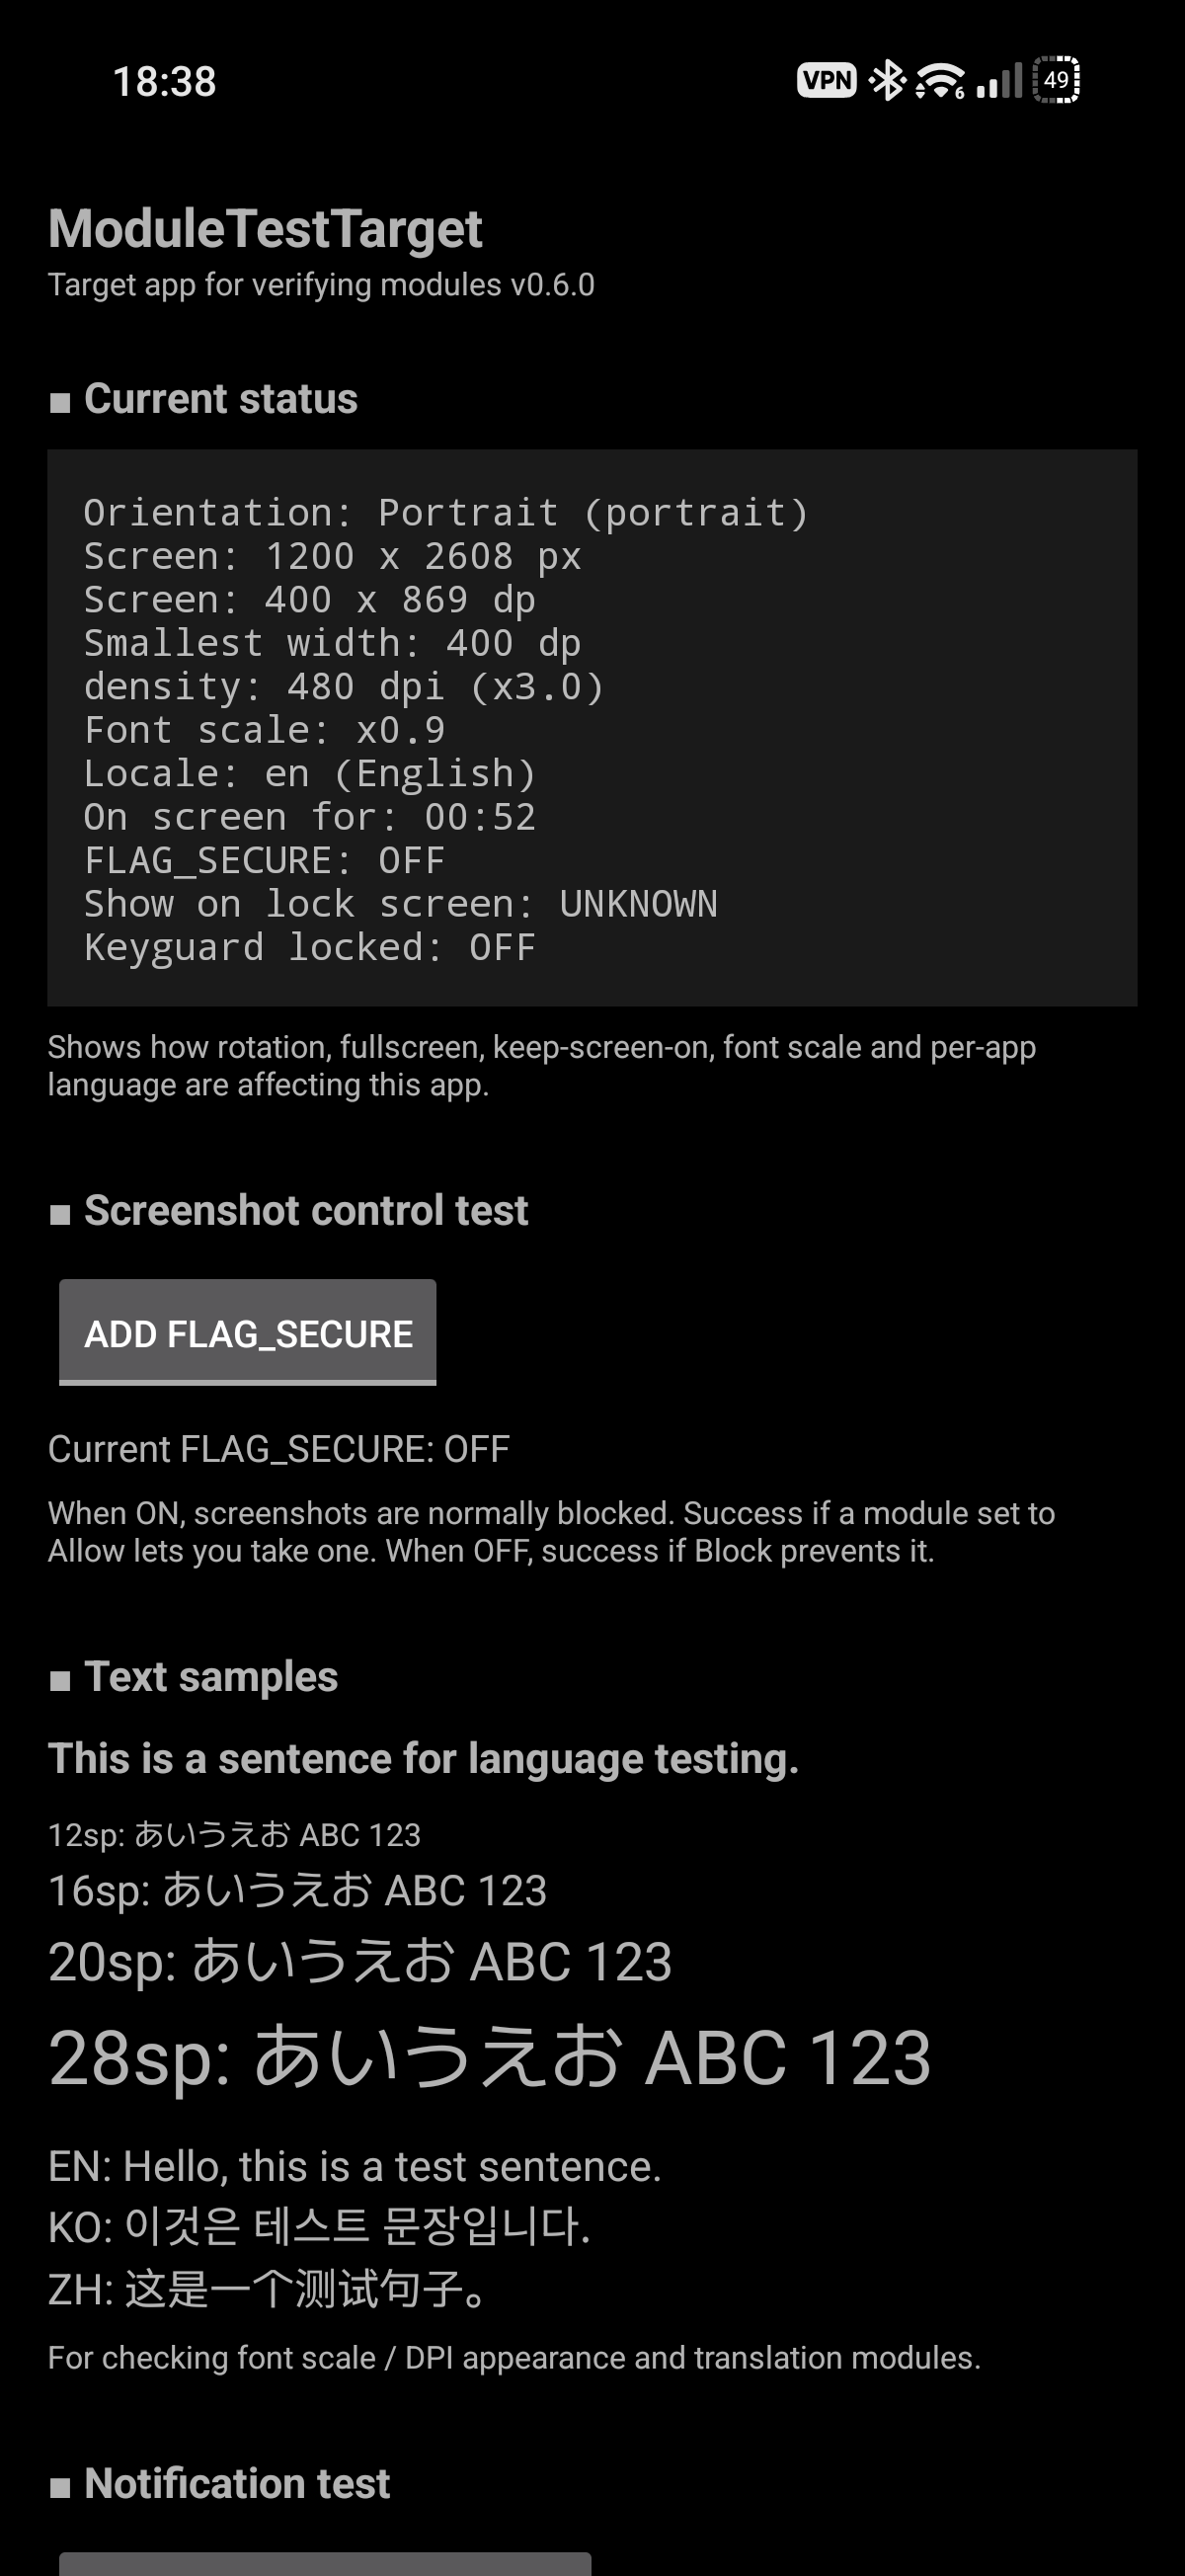 18:38
VPN 6 49
ModuleTestTarget
Target app for verifying modules v0.6.0
■ Current status
Orientation: Portrait (portrait)
Screen: 1200 x 2608 px
Screen: 400 x 869 dp
Smallest width: 400 dp
density: 480 dpi (x3.0)
Font scale: x0.9
Locale: en (English)
On screen for: 00:52
FLAG_SECURE: OFF
Show on lock screen: UNKNOWN
Keyguard locked: OFF
Shows how rotation, fullscreen, keep-screen-on, font scale and per-app
language are affecting this app.
■ Screenshot control test
ADD FLAG_SECURE
Current FLAG_SECURE: OFF
When ON, screenshots are normally blocked. Success if a module set to
Allow lets you take one. When OFF, success if Block prevents it.
■ Text samples
This is a sentence for language testing.
12sp: あいうえお ABC 123
16sp: あいうえお ABC 123
20sp: あいうえお ABC 123
28sp: あいうえお ABC 123
EN: Hello, this is a test sentence.
KO: 이것은 테스트 문장입니다.
ZH: 这是一个测试句子。
For checking font scale / DPI appearance and translation modules.
■ Notification test